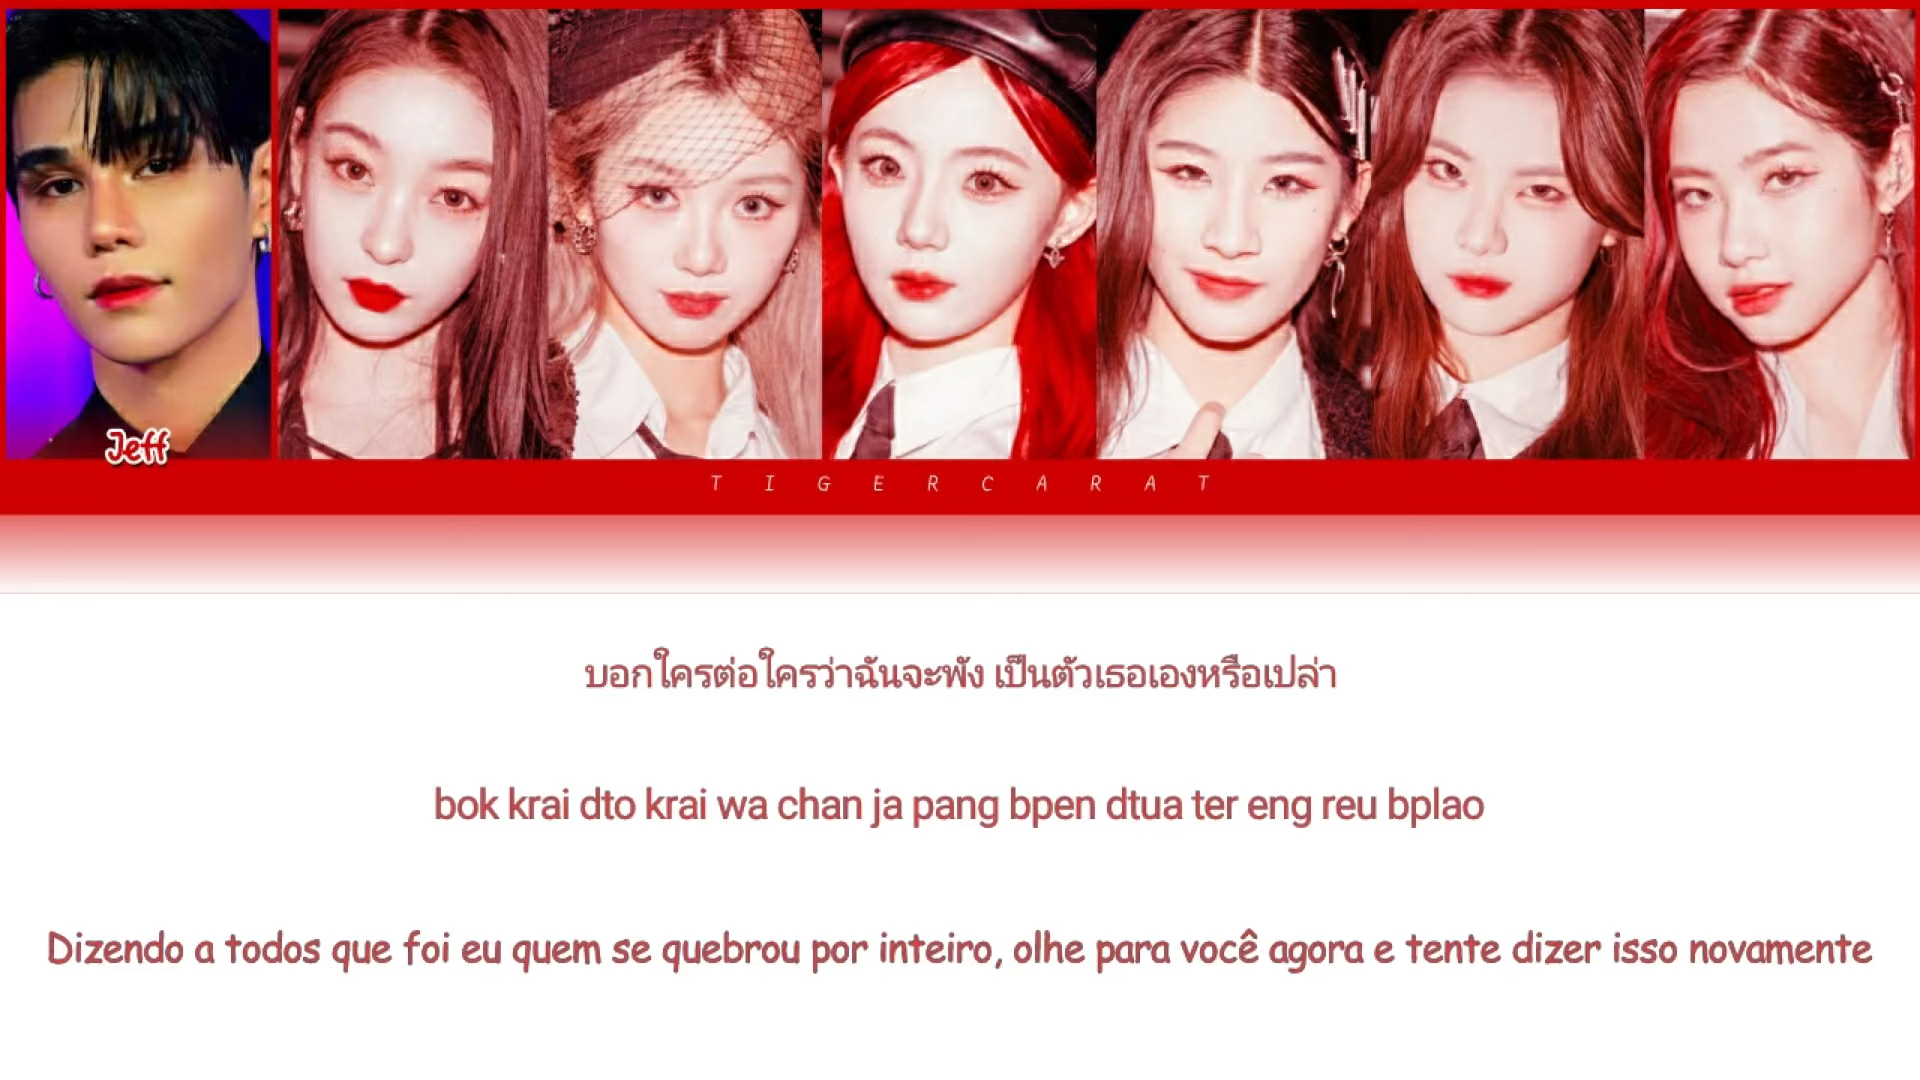 Jeff
TIGERCARAT
บอกใครต่อใครว่าฉันจะพัง เป็นตัวเธอเองหรือเปล่า
bok krai dto krai wa chan ja pang bpen dtua ter eng reu bplao
Dizendo a todos que foi eu quem se quebrou por inteiro, olhe para você agora e tente dizer isso novamente